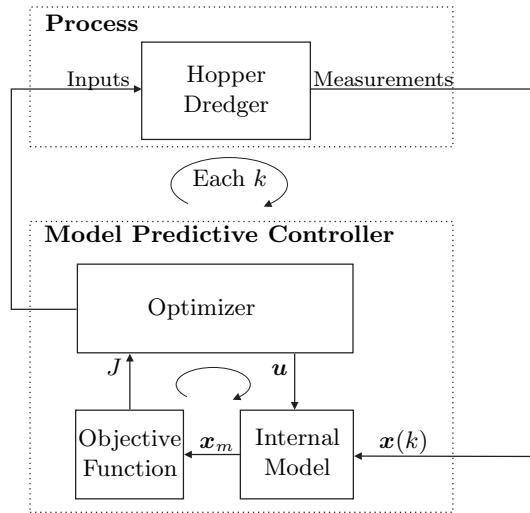 Process
Inputs
Hopper
Dredger
Measurements
Each k
Model Predictive Controller
Optimizer
J
u
Objective
Function
x_m
Internal
Model
x(k)